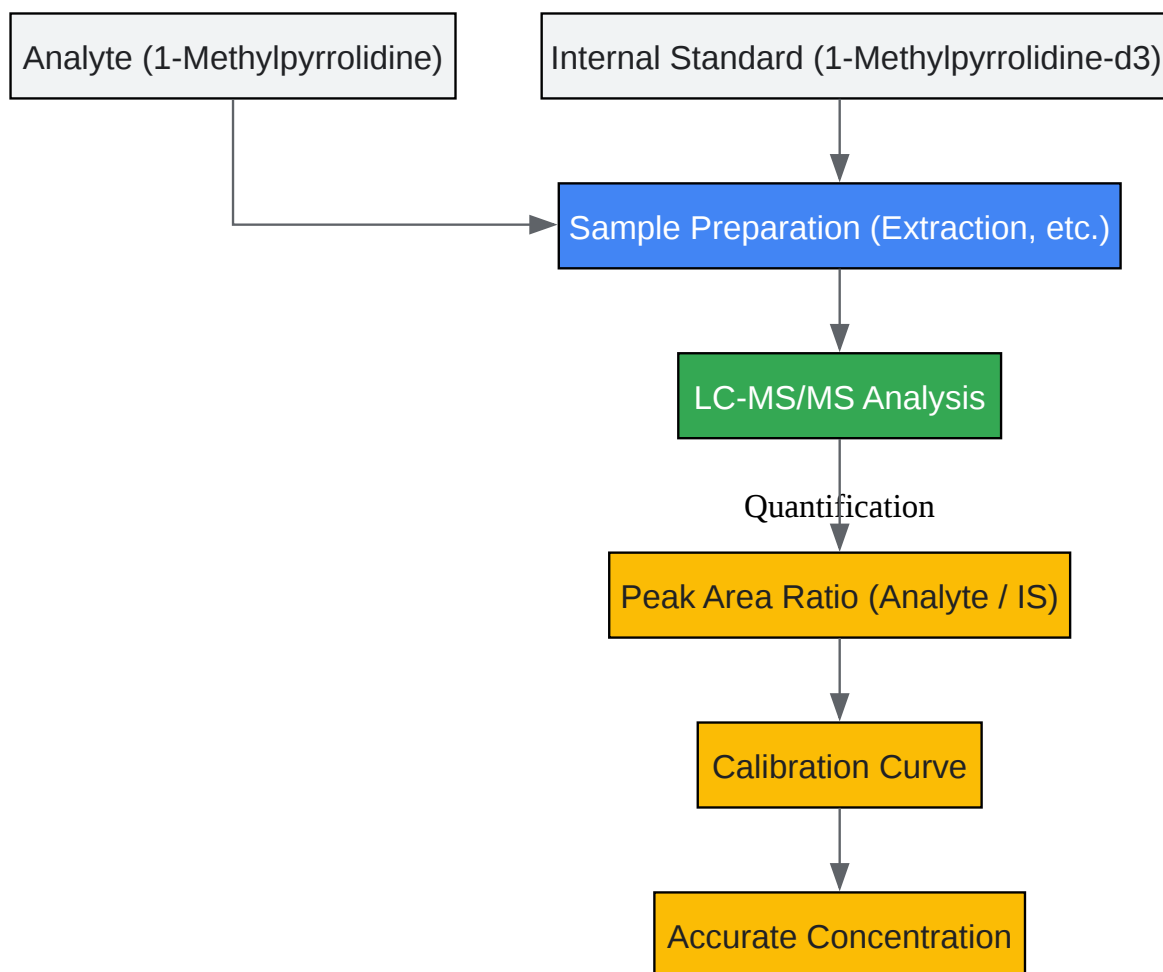 Analyte (1-Methylpyrrolidine)
Internal Standard (1-Methylpyrrolidine-d3)
Sample Preparation (Extraction, etc.)
LC-MS/MS Analysis
Quantification
Peak Area Ratio (Analyte / IS)
Calibration Curve
Accurate Concentration